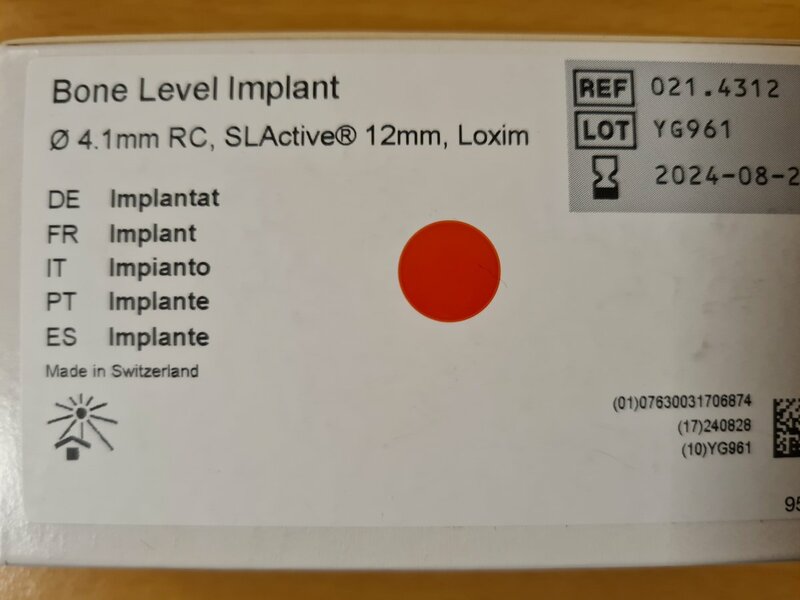 Bone Level Implant
Ø 4.1mm RC, SLActive® 12mm, Loxim
REF 021.4312
LOT YG961
2024-08-2
DE Implantat
FR Implant
IT Impianto
PT Implante
ES Implante
Made in Switzerland
(01)07630031706874
(17)240828
(10)YG961
95